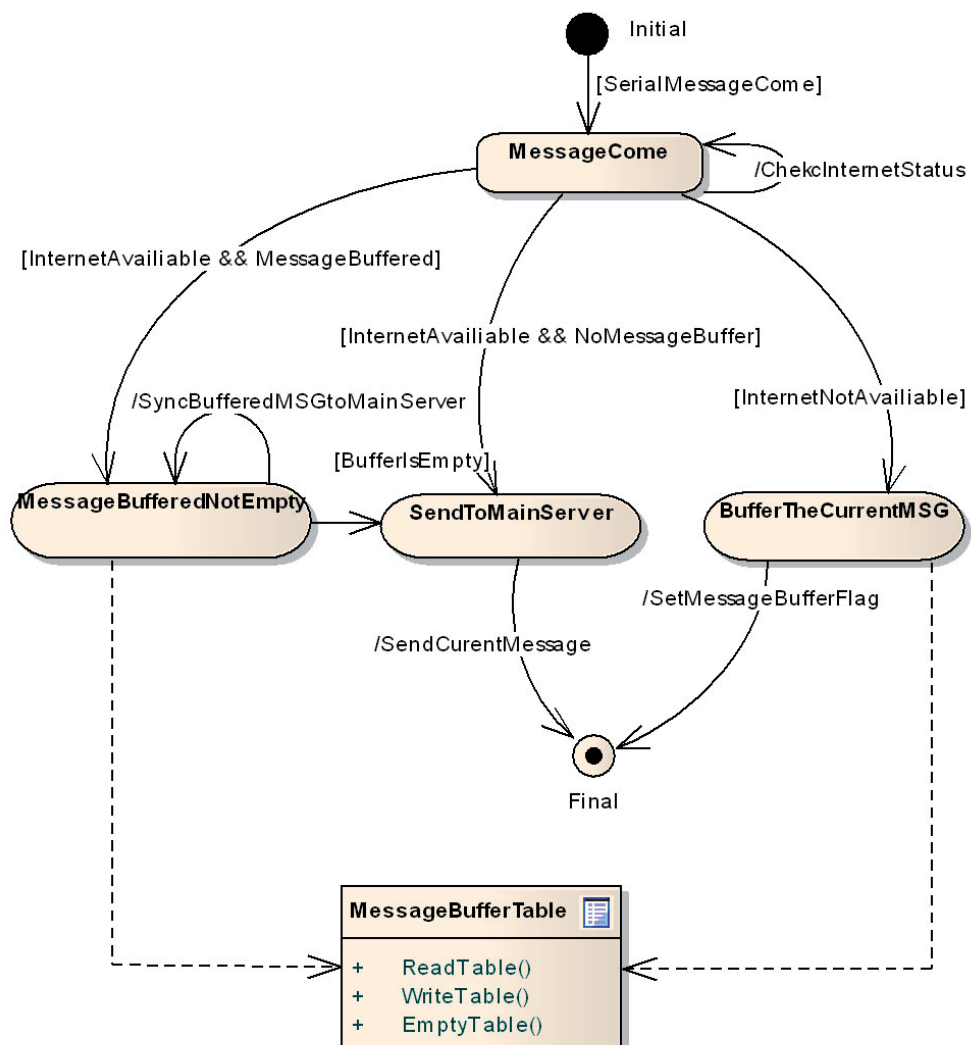 Initial
[SerialMessageCome]
MessageCome
/ChekcInternetStatus
[InternetAvailiable && MessageBuffered]
[InternetAvailiable && NoMessageBuffer]
[InternetNotAvailiable]
/SyncBufferedMSGtoMainServer
[BufferIsEmpty]
MessageBufferedNotEmpty
SendToMainServer
BufferTheCurrentMSG
/SetMessageBufferFlag
/SendCurentMessage
Final
MessageBufferTable
+ ReadTable()
+ WriteTable()
+ EmptyTable()